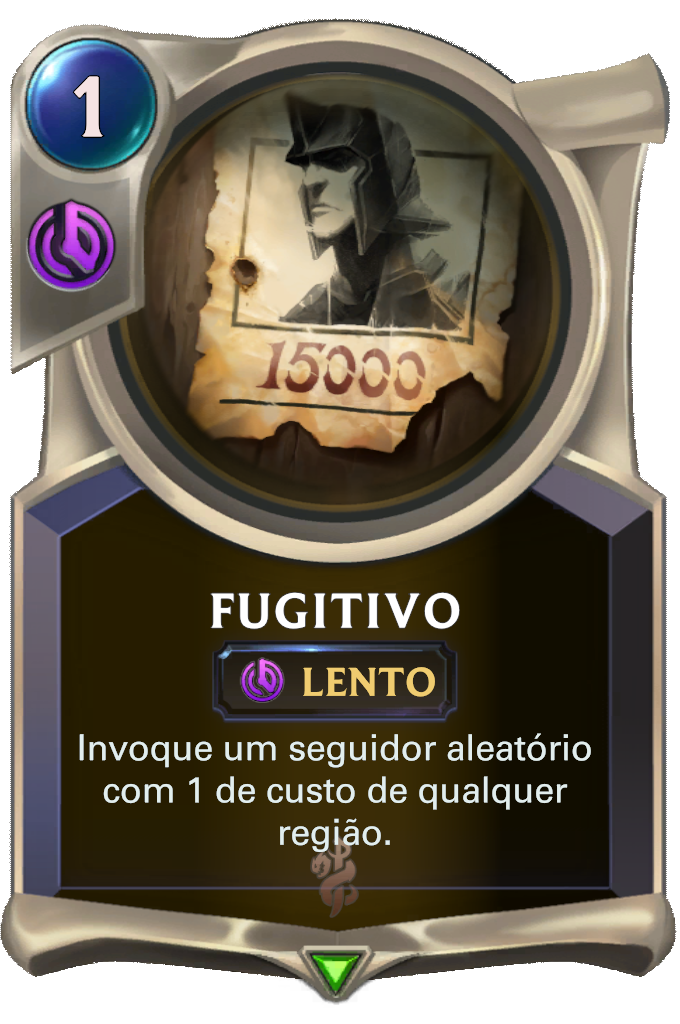 1
15000
FUGITIVO
LENTO
Invoque um seguidor aleatório
com 1 de custo de qualquer
região.